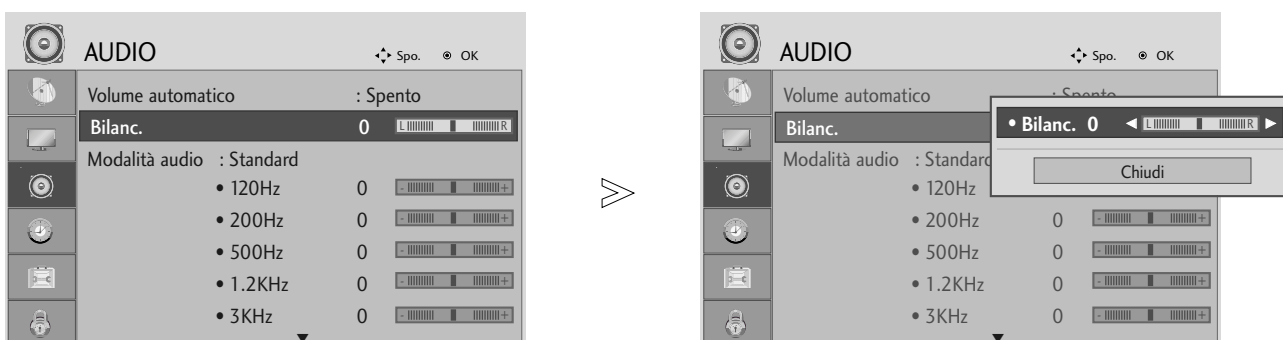 AUDIO Spo. OK
Volume automatico : Spento
Bilanc. 0 L R
Modalità audio : Standard
• 120Hz 0 - +
• 200Hz 0 - +
• 500Hz 0 - +
• 1.2KHz 0 - +
• 3KHz 0 - +
AUDIO Spo. OK
Volume automatico : Spento
Bilanc.
• Bilanc. 0 L R
Modalità audio : Standard
Chiudi
• 120Hz
• 200Hz 0 - +
• 500Hz 0 - +
• 1.2KHz 0 - +
• 3KHz 0 - +